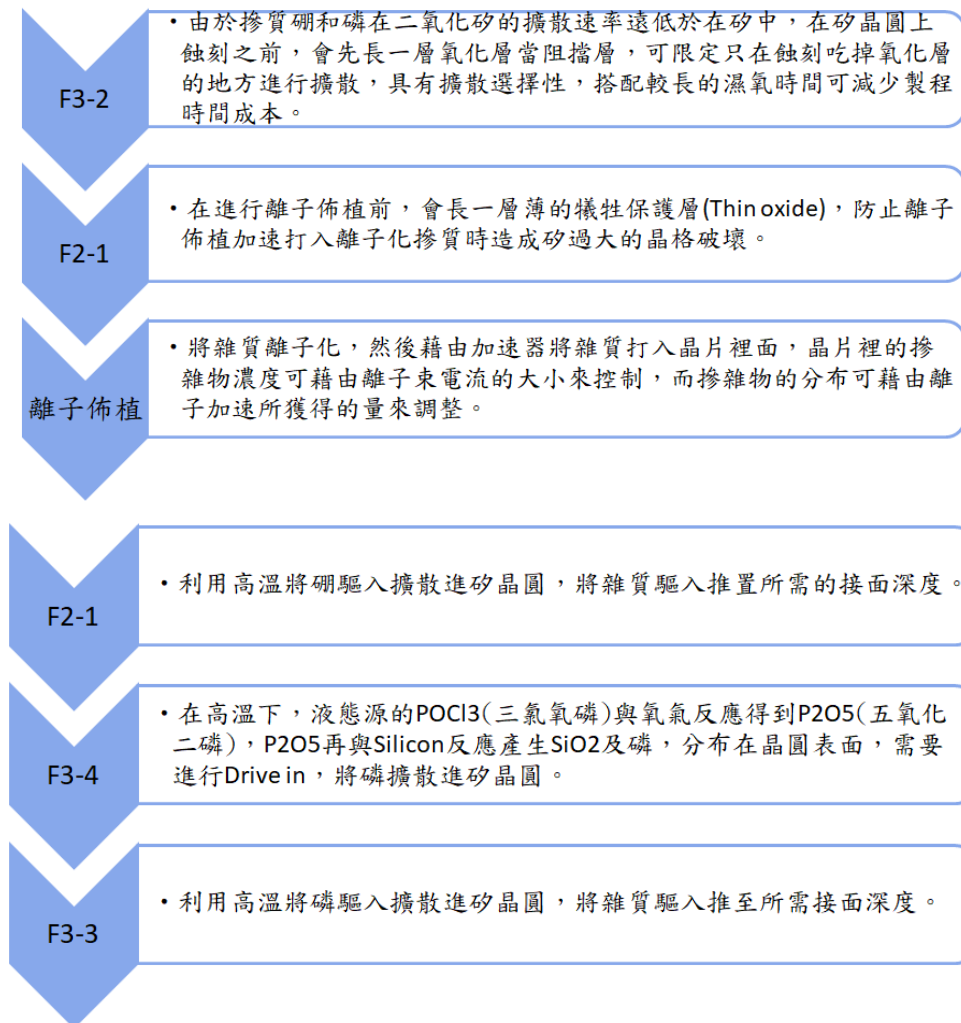 F3-2
・由於摻質硼和磷在二氧化矽的擴散速率遠低於在矽中，在矽晶圓上
蝕刻之前，會先長一層氧化層當阻擋層，可限定只在蝕刻吃掉氧化層
的地方進行擴散，具有擴散選擇性，搭配較長的濕氧時間可減少製程
時間成本。
F2-1
・在進行離子佈植前，會長一層薄的犧牲保護層(Thin oxide)，防止離子
佈植加速打入離子化摻質時造成矽過大的晶格破壞。
離子佈植
・將雜質離子化，然後藉由加速器將雜質打入晶片裡面，晶片裡的摻
雜物濃度可藉由離子束電流的大小來控制，而摻雜物的分布可藉由離
子加速所獲得的量來調整。
F2-1
・利用高溫將硼驅入擴散進矽晶圓，將雜質驅入推置所需的接面深度。
F3-4
・在高溫下，液態源的POCl3(三氯氧磷)與氧氣反應得到P2O5(五氧化
二磷)，P2O5再與Silicon反應產生SiO2及磷，分布在晶圓表面，需要
進行Drive in，將磷擴散進矽晶圓。
F3-3
・利用高溫將磷驅入擴散進矽晶圓，將雜質驅入推至所需接面深度。